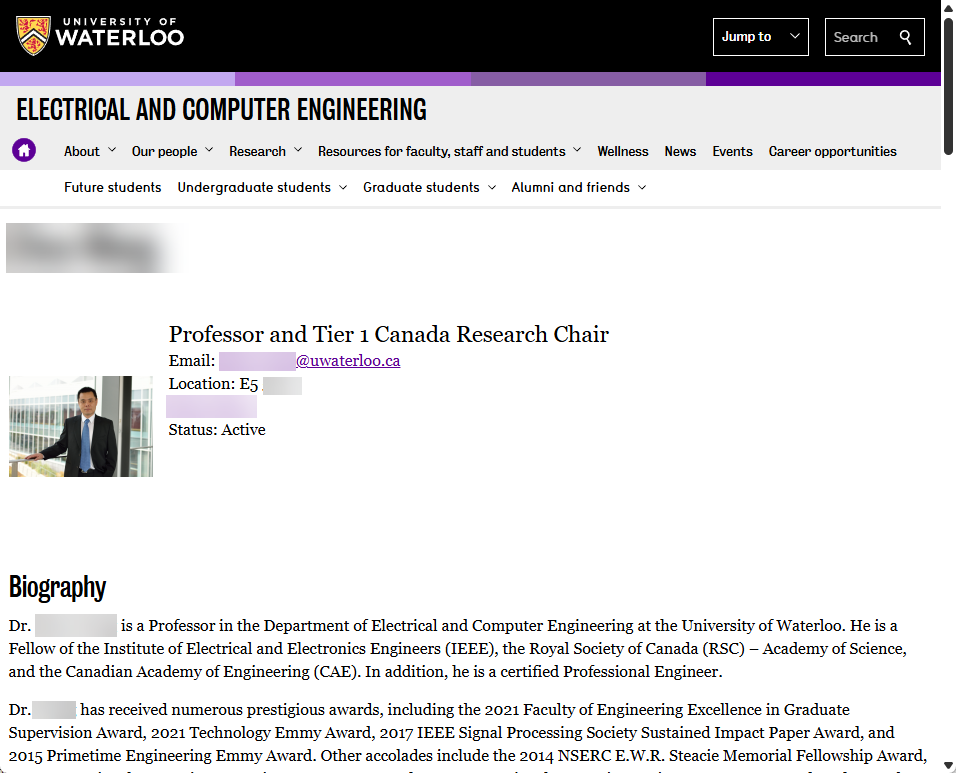 UNIVERSITY OF
WATERLOO
Jump to
Search
ELECTRICAL AND COMPUTER ENGINEERING
About Our people Research Resources for faculty, staff and students Wellness News Events Career opportunities
Future students Undergraduate students Graduate students Alumni and friends
Professor and Tier 1 Canada Research Chair
Email: @uwaterloo.ca
Location: E5
Status: Active
Biography
Dr. is a Professor in the Department of Electrical and Computer Engineering at the University of Waterloo. He is a
Fellow of the Institute of Electrical and Electronics Engineers (IEEE), the Royal Society of Canada (RSC) – Academy of Science,
and the Canadian Academy of Engineering (CAE). In addition, he is a certified Professional Engineer.
Dr. has received numerous prestigious awards, including the 2021 Faculty of Engineering Excellence in Graduate
Supervision Award, 2021 Technology Emmy Award, 2017 IEEE Signal Processing Society Sustained Impact Paper Award, and
2015 Primetime Engineering Emmy Award. Other accolades include the 2014 NSERC E.W.R. Steacie Memorial Fellowship Award,